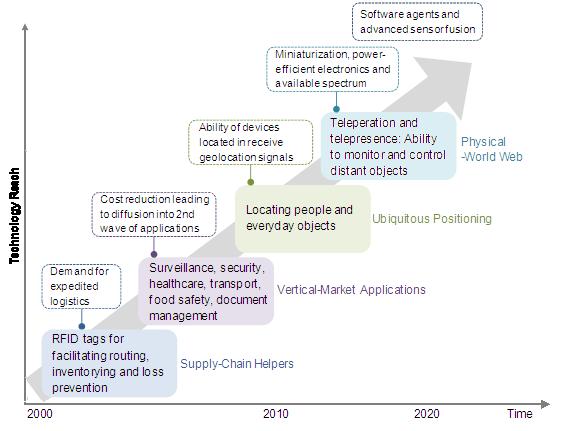 Software agents and
advanced sensor fusion
Miniaturization, power-
efficient electronics and
available spectrum
Teleperation and
telepresence: Ability
to monitor and control
distant objects
Physical
-World Web
Ability of devices
located in receive
geolocation signals
Locating people and
everyday objects
Ubiquitous Positioning
Cost reduction leading
to diffusion into 2nd
wave of applications
Surveillance, security,
healthcare, transport,
food safety, document
management
Vertical-Market Applications
Demand for
expedited
logistics
RFID tags for
facilitating routing,
inventorying and loss
prevention
Supply-Chain Helpers
Technology Reach
2000
2010
2020
Time